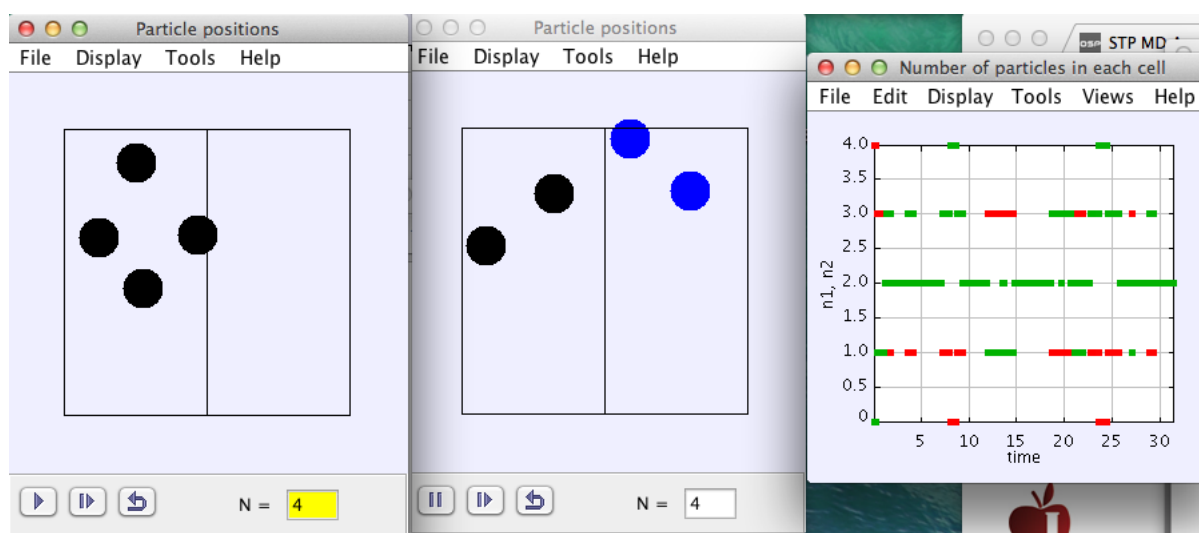 Particle positions
File Display Tools Help
N = 4
Particle positions
File Display Tools Help
N = 4
OSP STP MD
Number of particles in each cell
File Edit Display Tools Views Help
4.0
3.5
3.0
2.5
2.0
1.5
1.0
0.5
0
n1, n2
5 10 15 20 25 30
time